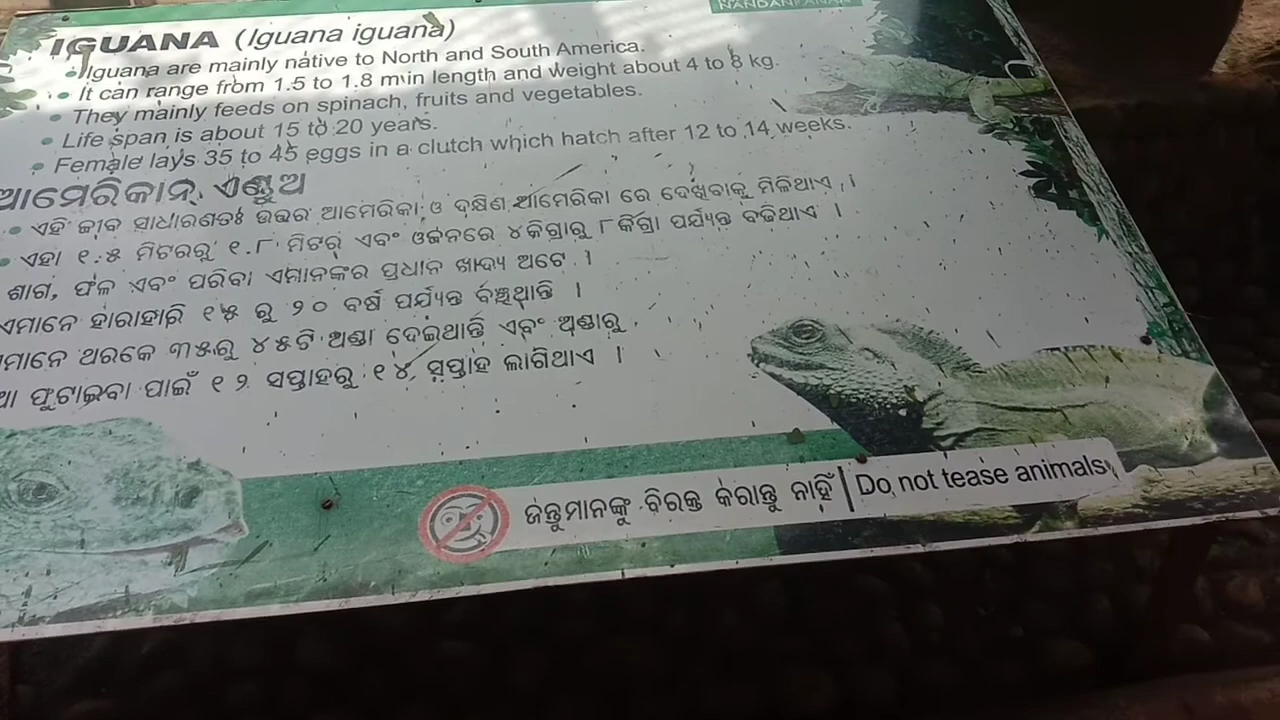 NANDANKANAN
IGUANA (Iguana iguana)
• Iguana are mainly native to North and South America.
• It can range from 1.5 to 1.8 m in length and weight about 4 to 8 kg.
• They mainly feeds on spinach, fruits and vegetables.
• Life span is about 15 to 20 years.
• Female lays 35 to 45 eggs in a clutch which hatch after 12 to 14 weeks.
ଆମେରିକାନ୍ ଏଣ୍ଡୁଅ
• ଏହି ଜୀବ ସାଧାରଣତଃ ଉତ୍ତର ଆମେରିକା ଓ ଦକ୍ଷିଣ ଆମେରିକା ରେ ଦେଖିବାକୁ ମିଳିଥାଏ ।
• ଏହା ୧.୫ ମିଟରରୁ ୧.୮ ମିଟର୍ ଏବଂ ଓଜନରେ ୪କିଗ୍ରାରୁ ୮କିଗ୍ରା ପର୍ଯ୍ୟନ୍ତ ବଢିଥାଏ ।
ଶାଗ, ଫଳ ଏବଂ ପରିବା ଏମାନଙ୍କର ପ୍ରଧାନ ଖାଦ୍ୟ ଅଟେ ।
ଏମାନେ ହାରାହାରି ୧୫ ରୁ ୨୦ ବର୍ଷ ପର୍ଯ୍ୟନ୍ତ ବଞ୍ଚିଥାନ୍ତି ।
ଥରକେ ୩୫ରୁ ୪୫ଟି ଅଣ୍ଡା ଦେଇଥାନ୍ତି ଏବଂ ଅଣ୍ଡାରୁ
ଫୁଟାଇବା ପାଇଁ ୧୨ ସପ୍ତାହରୁ ୧୪ ସପ୍ତାହ ଲାଗିଥାଏ ।
ଜନ୍ତୁମାନଙ୍କୁ ବିରକ୍ତ କରାନ୍ତୁ ନାହିଁ | Do not tease animals